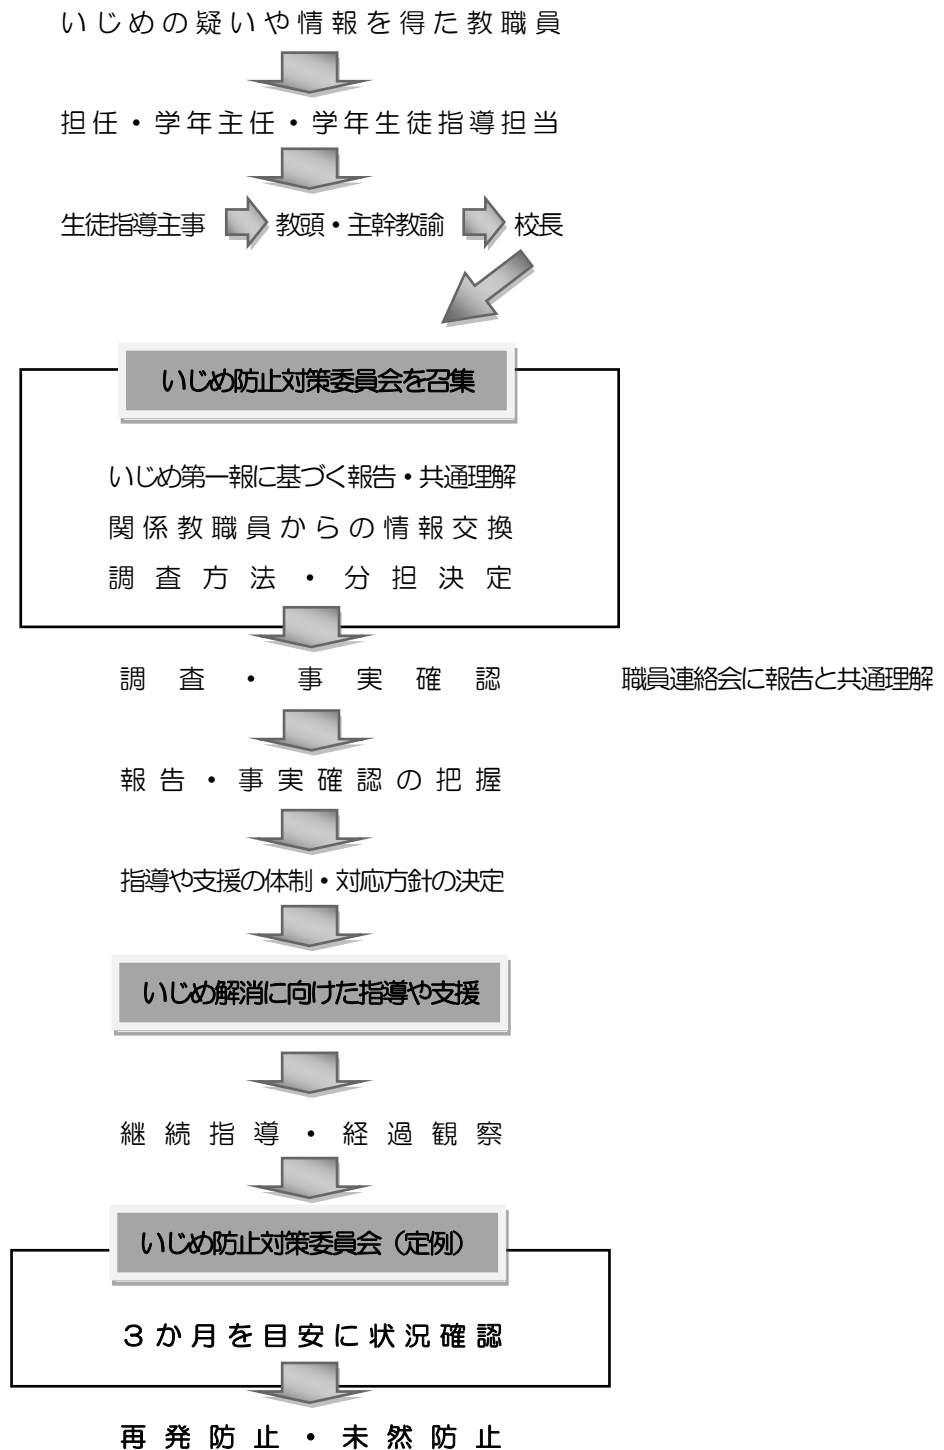 いじめの疑いや情報を得た教職員
担任・学年主任・学年生徒指導担当
生徒指導主事 教頭・主幹教諭 校長
いじめ防止対策委員会を召集
いじめ第一報に基づく報告・共通理解
関係教職員からの情報交換
調査方法・分担決定
調査・事実確認 職員連絡会に報告と共通理解
報告・事実確認の把握
指導や支援の体制・対応方針の決定
いじめ解消に向けた指導や支援
継続指導・経過観察
いじめ防止対策委員会（定例）
３か月を目安に状況確認
再発防止・未然防止